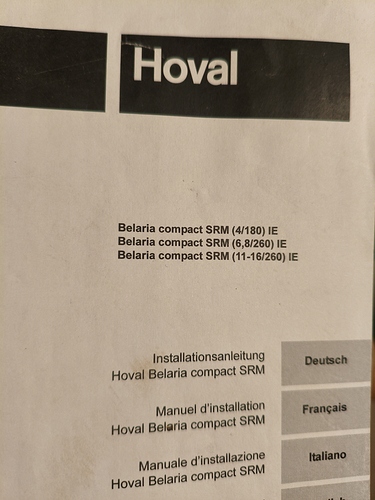 Hoval
Belaria compact SRM (4/180) IE
Belaria compact SRM (6,8/260) IE
Belaria compact SRM (11-16/260) IE
Installationsanleitung
Hoval Belaria compact SRM
Deutsch
Manuel d'installation
Hoval Belaria compact SRM
Français
Manuale d'installazione
Hoval Belaria compact SRM
Italiano